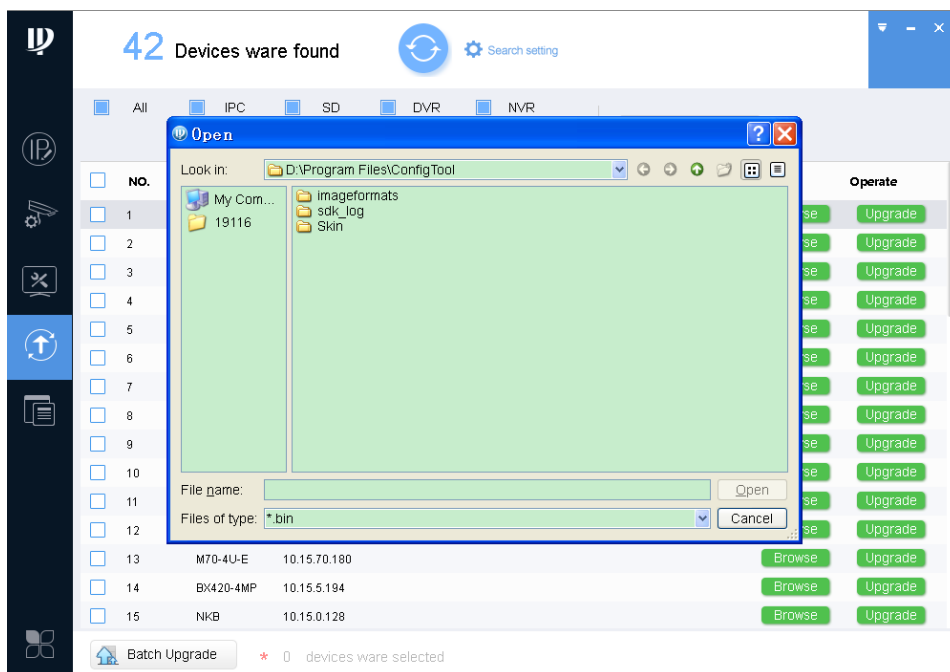 42 Devices ware found
Search setting
All IPC SD DVR NVR
Open
Look in: D:\Program Files\ConfigTool
My Com...
19116
imageformats
sdk_log
Skin
File name: Open
Files of type: *.bin Cancel
NO. Operate
1 Upgrade
2 Upgrade
3 Upgrade
4 Upgrade
5 Upgrade
6 Upgrade
7 Upgrade
8 Upgrade
9 Upgrade
10 Upgrade
11 Upgrade
12 Upgrade
13 M70-4U-E 10.15.70.180 Browse Upgrade
14 BX420-4MP 10.15.5.194 Browse Upgrade
15 NKB 10.15.0.128 Browse Upgrade
Batch Upgrade * 0 devices ware selected